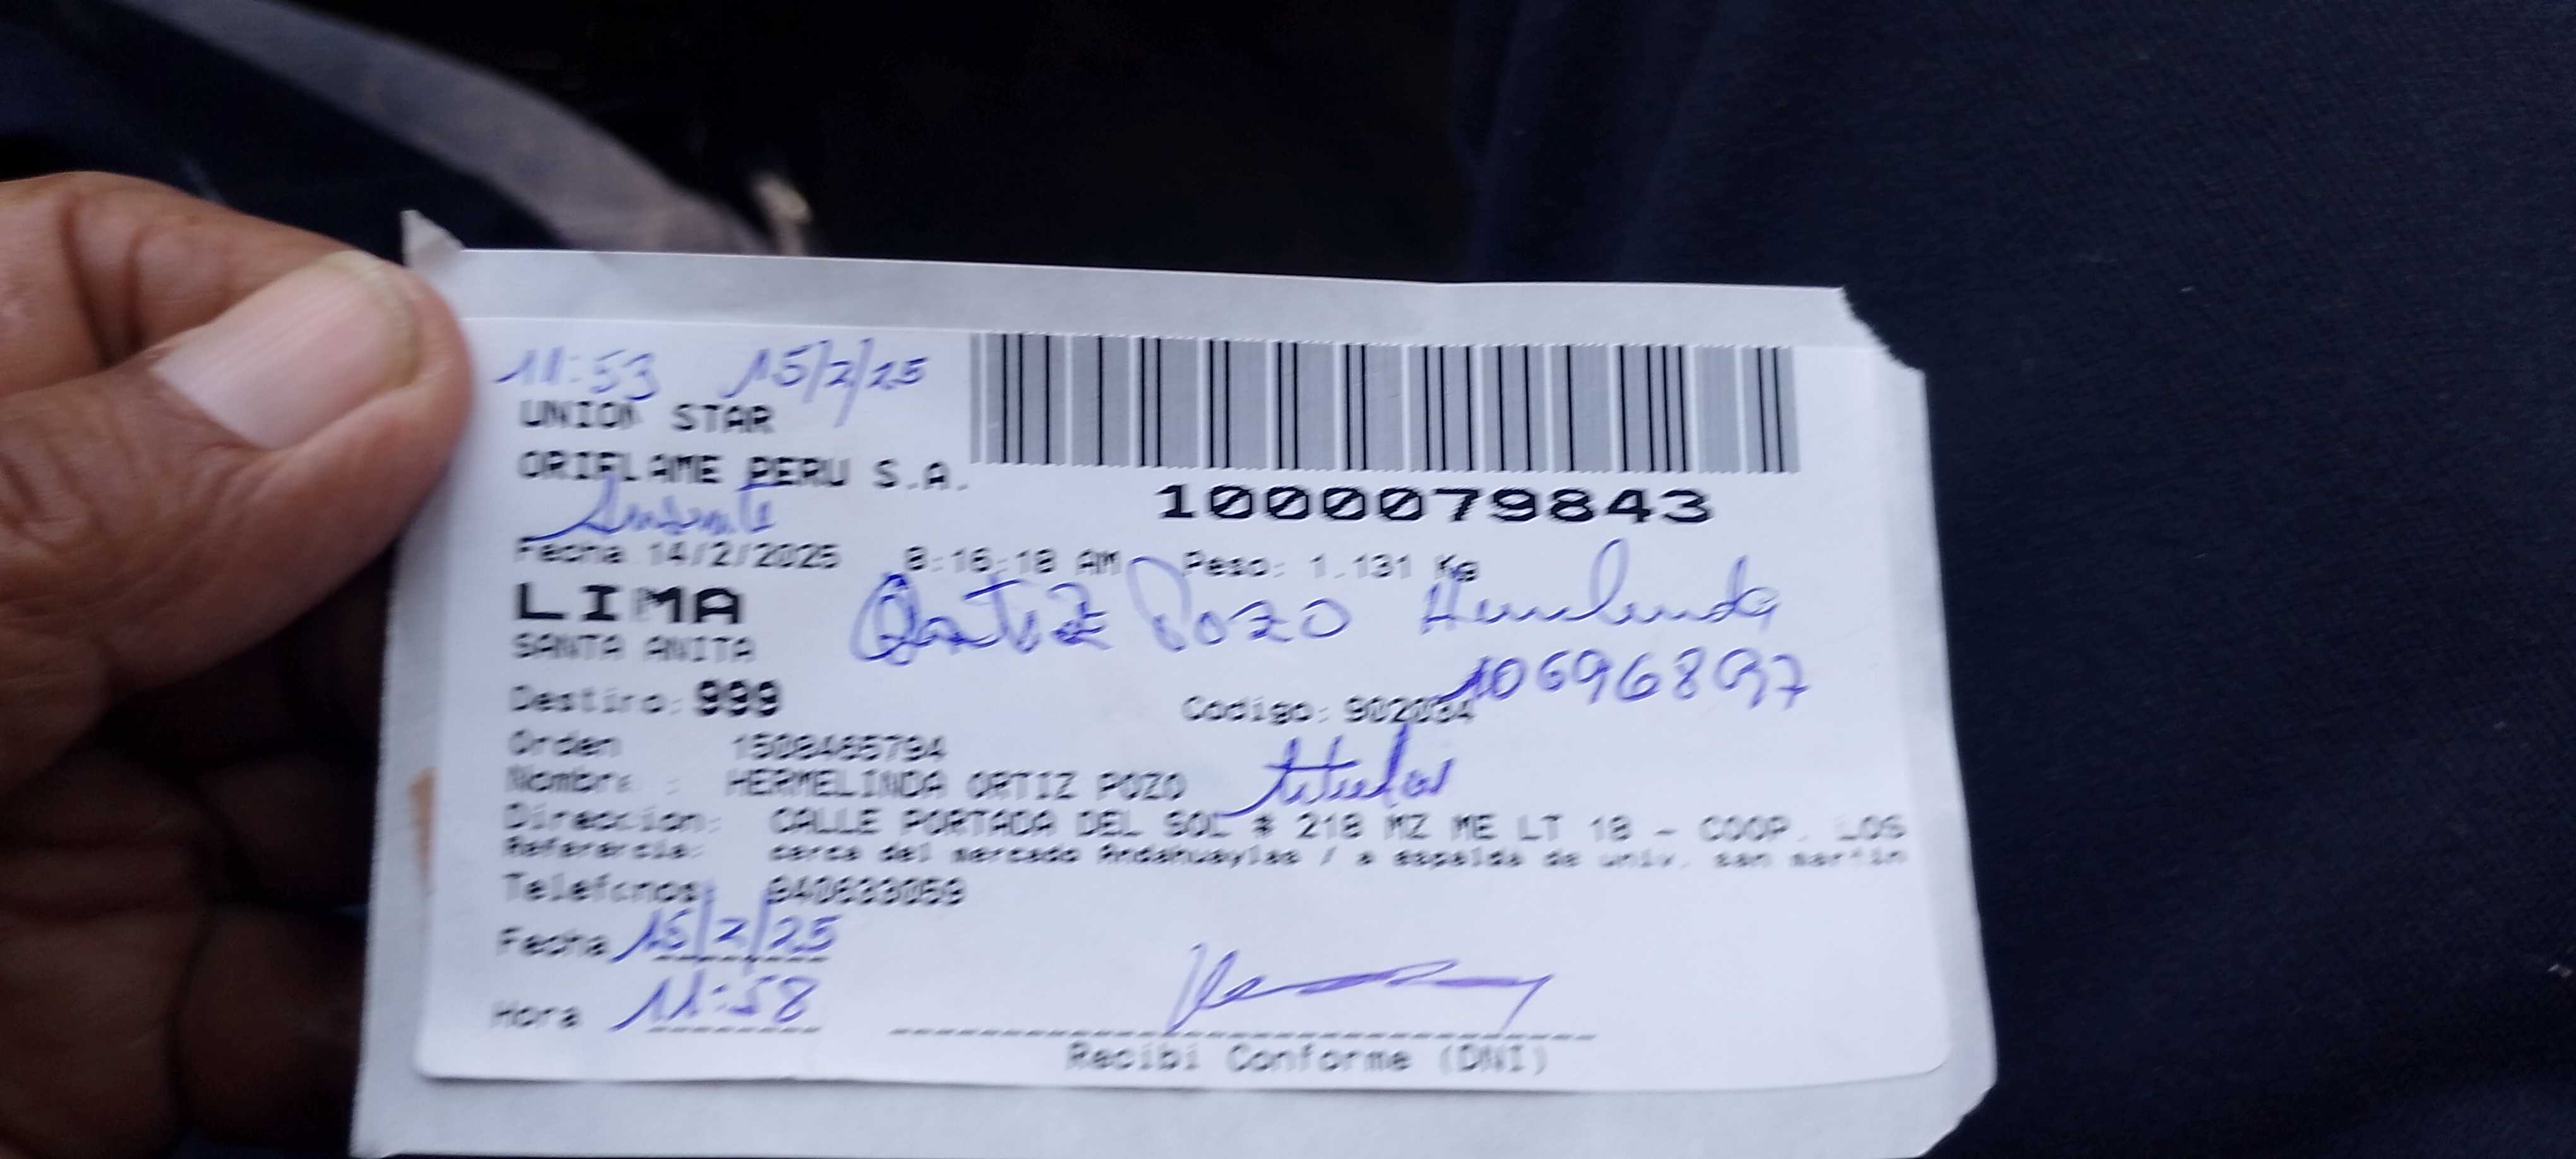 11:53 15/2/25
UNION STAR
ORIFLAME PERU S.A.
1000079843
Fecha 14/2/2025 8:16:18 AM Peso: 1.131 Kg
LIMA
Ortiz Pozo Hermelinda
SANTA ANITA
10696897
Destino: 999 Codigo: 902034
Orden 1508465794
Nombre : HERMELINDA ORTIZ POZO titular
Direccion: CALLE PORTADA DEL SOL # 218 MZ ME LT 18 - COOP. LOS
Referencia: cerca del mercado Andahuaylas / a espalda de univ. san martin
Telefonos: 940633059
Fecha 15/2/25
Hora 11:58
Recibi Conforme (DNI)